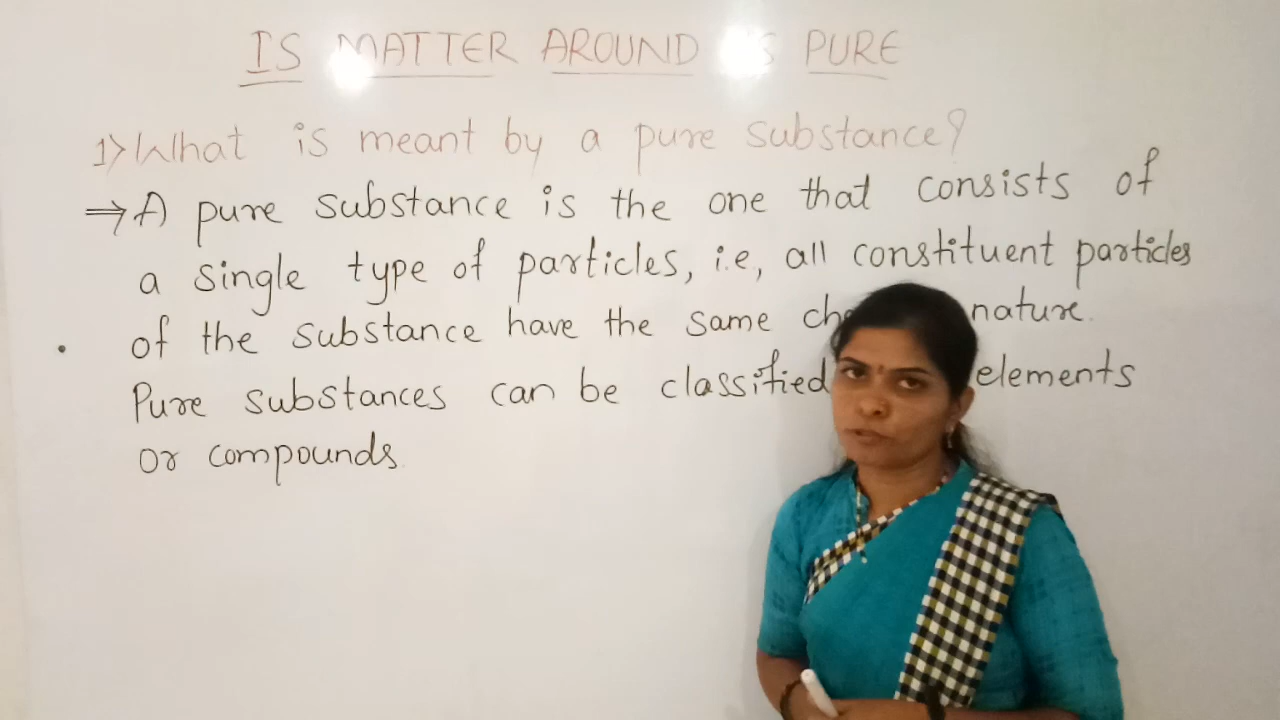 IS MATTER AROUND US PURE
1) What is meant by a pure substance?
⇒ A pure substance is the one that consists of
a single type of particles, i.e, all constituent particles
of the substance have the same nature.
Pure substances can be classified elements
or compounds.